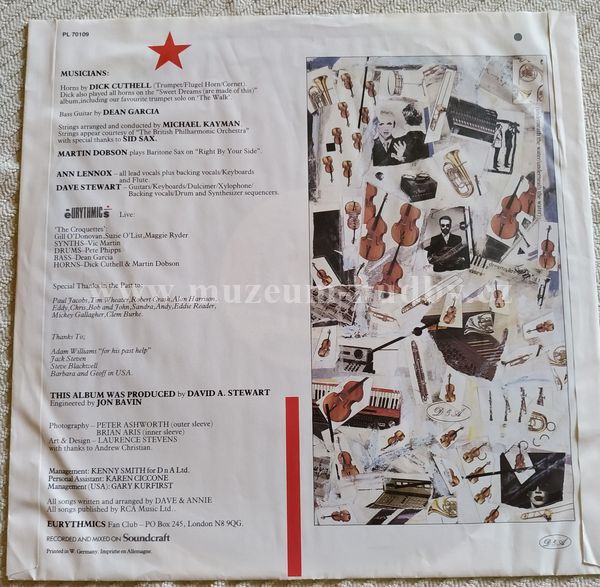 PL 70109
MUSICIANS:
Horns by DICK CUTHELL (Trumpet/Flugel Horn/Cornet).
Dick also played all horns on the "Sweet Dreams (are made of this)"
album, including our favourite trumpet solo on 'The Walk'.
Bass Guitar by DEAN GARCIA
Strings arranged and conducted by MICHAEL KAYMAN,
Strings appear courtesy of "The British Philharmonic Orchestra"
with special thanks to SID SAX.
MARTIN DOBSON plays Baritone Sax on "Right By Your Side".
ANN LENNOX – all lead vocals plus backing vocals/Keyboards
and Flute.
DAVE STEWART – Guitars/Keyboards/Dulcimer/Xylophone/
Backing vocals/Drum and Synthesizer sequencers.
EURYTHMICS Live:
'The Croquettes':
Gill O'Donovan, Suzie O'List, Maggie Ryder
SYNTHS–Vic Martin
DRUMS–Pete Phipps
BASS–Dean Garcia
HORNS–Dick Cuthell & Martin Dobson
Special Thanks in the Past to:
Paul Jacobs, Tim Wheater, Robert Crash, Alan Harrison,
Eddy, Chris, Bob and John, Sandra, Andy, Eddie Reader,
Mickey Gallagher, Clem Burke.
Thanks To;
Adam Williams "for his past help"
Jack Steven
Steve Blackwell
Barbara and Geoff in USA.
THIS ALBUM WAS PRODUCED by DAVID A. STEWART
Engineered by JON BAVIN
Photography – PETER ASHWORTH (outer sleeve)
BRIAN ARIS (inner sleeve)
Art & Design – LAURENCE STEVENS
with thanks to Andrew Christian.
Management: KENNY SMITH for D n A Ltd.
Personal Assistant: KAREN CICCONE
Management (USA): GARY KURFIRST
All songs written and arranged by DAVE & ANNIE
All songs published by RCA Music Ltd..
EURYTHMICS Fan Club – PO Box 245, London N8 9QG.
RECORDED AND MIXED ON Soundcraft
Printed in W. Germany. Imprimé en Allemagne.
D&A
D&A